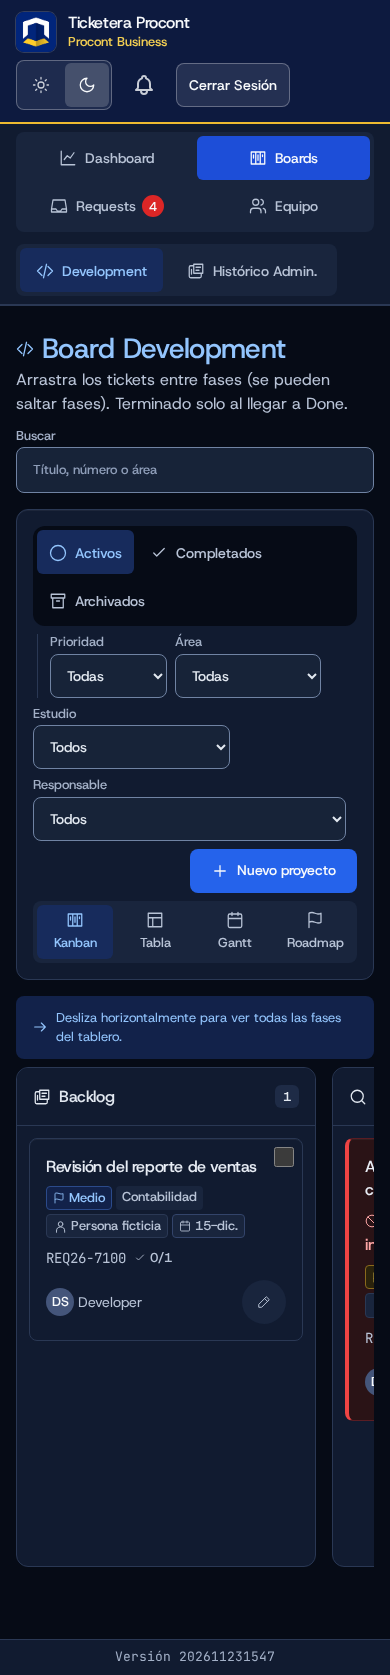 Ticketera Procont
Procont Business
Cerrar Sesión
Dashboard
Boards
Requests 4
Equipo
Development
Histórico Admin.
Board Development
Arrastra los tickets entre fases (se pueden
saltar fases). Terminado solo al llegar a Done.
Buscar
Título, número o área
Activos
Completados
Archivados
Prioridad
Área
Todas
Todas
Estudio
Todos
Responsable
Todos
Nuevo proyecto
Kanban
Tabla
Gantt
Roadmap
Desliza horizontalmente para ver todas las fases
del tablero.
Backlog
1
Revisión del reporte de ventas
Medio
Contabilidad
Persona ficticia
15-dic.
REQ26-7100
0/1
DS Developer
Versión 202611231547